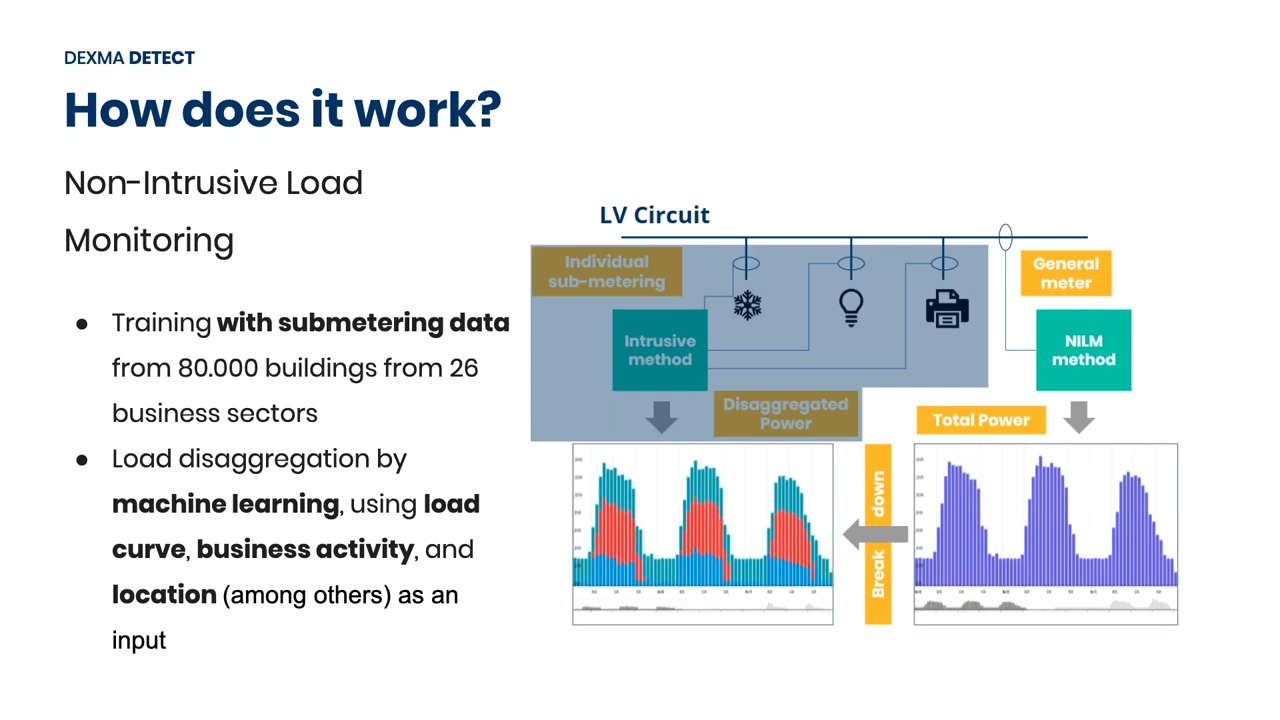 DEXMA DETECT
How does it work?
Non-Intrusive Load
Monitoring
● Training with submetering data
from 80.000 buildings from 26
business sectors
● Load disaggregation by
machine learning, using load
curve, business activity, and
location (among others) as an
input
LV Circuit
Individual
sub-metering
General
meter
Intrusive
method
NILM
method
Disaggregated
Power
Total Power
Break down